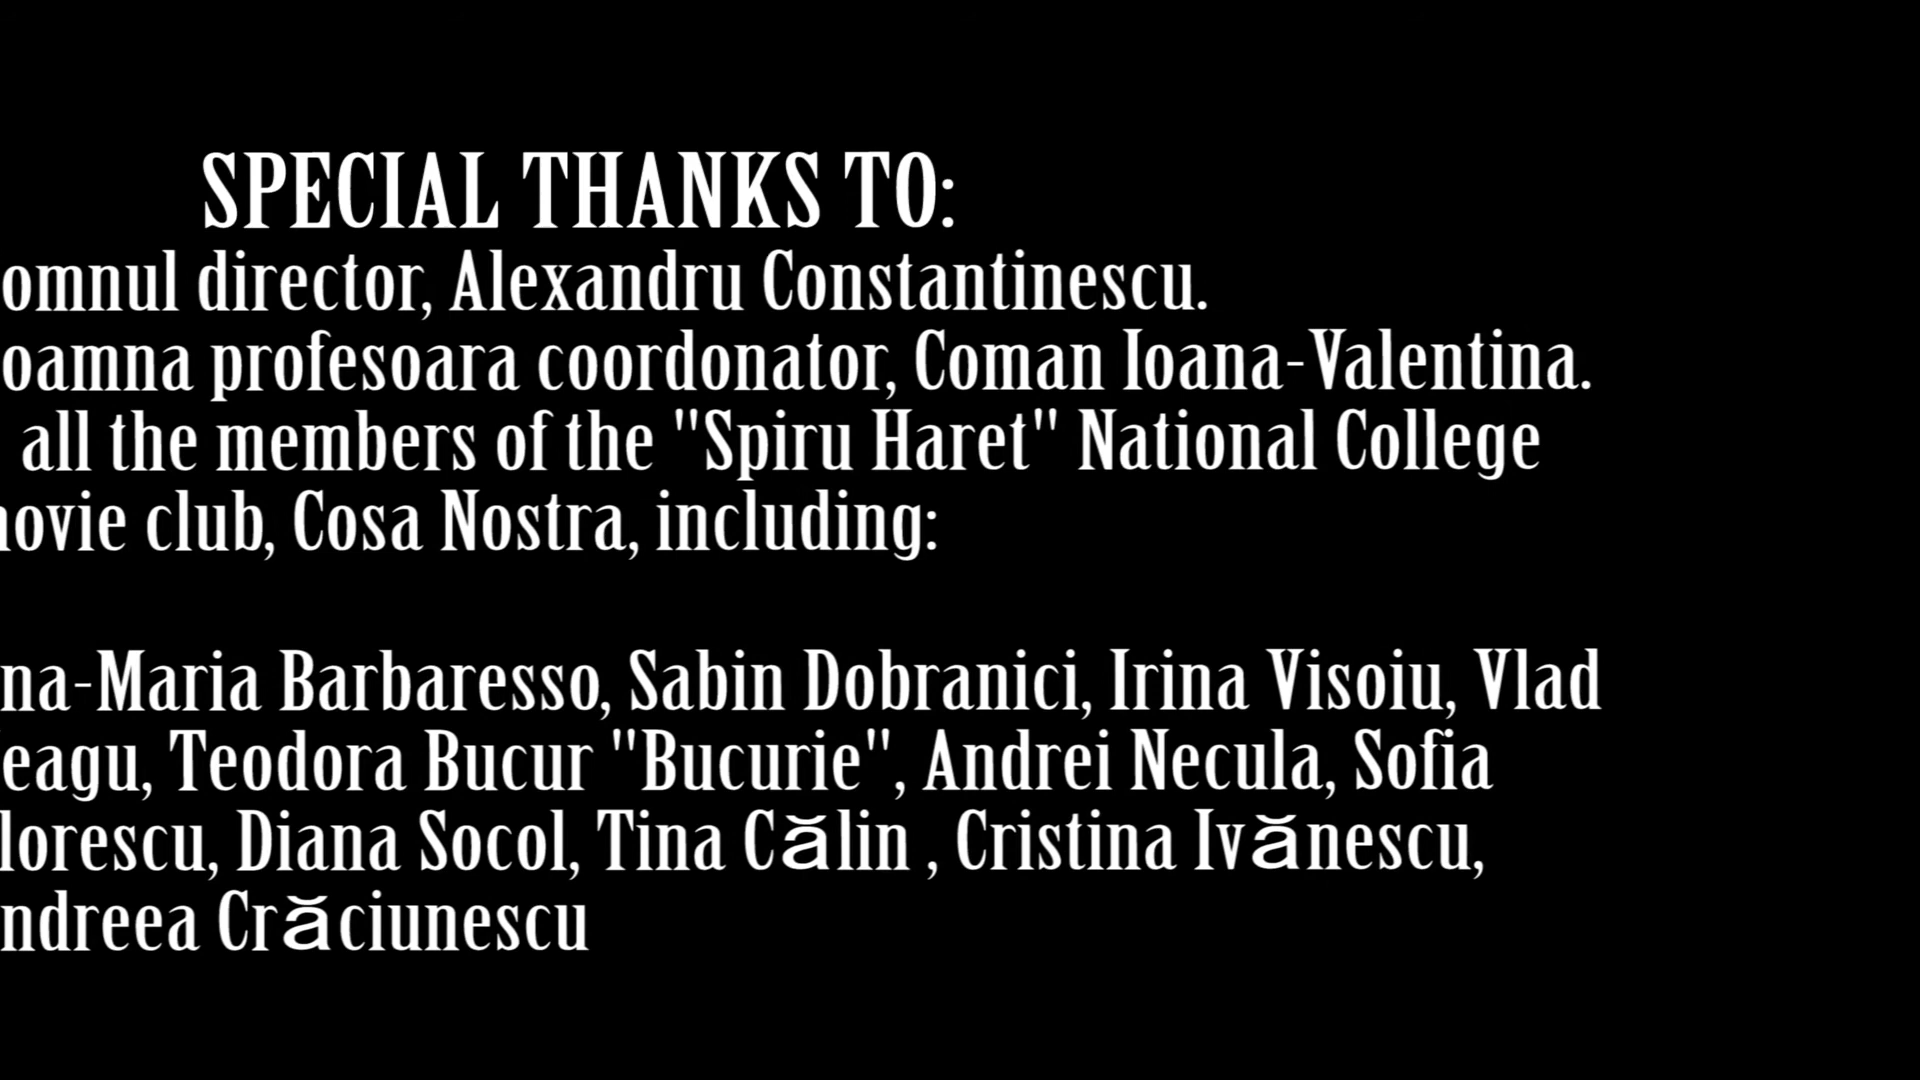 SPECIAL THANKS TO:
omnul director, Alexandru Constantinescu.
oamna profesoara coordonator, Coman Ioana-Valentina.
all the members of the "Spiru Haret" National College
ovie club, Cosa Nostra, including:
na-Maria Barbaresso, Sabin Dobranici, Irina Visoiu, Vlad
eagu, Teodora Bucur "Bucurie", Andrei Necula, Sofia
lorescu, Diana Socol, Tina Călin , Cristina Ivănescu,
ndreea Crăciunescu